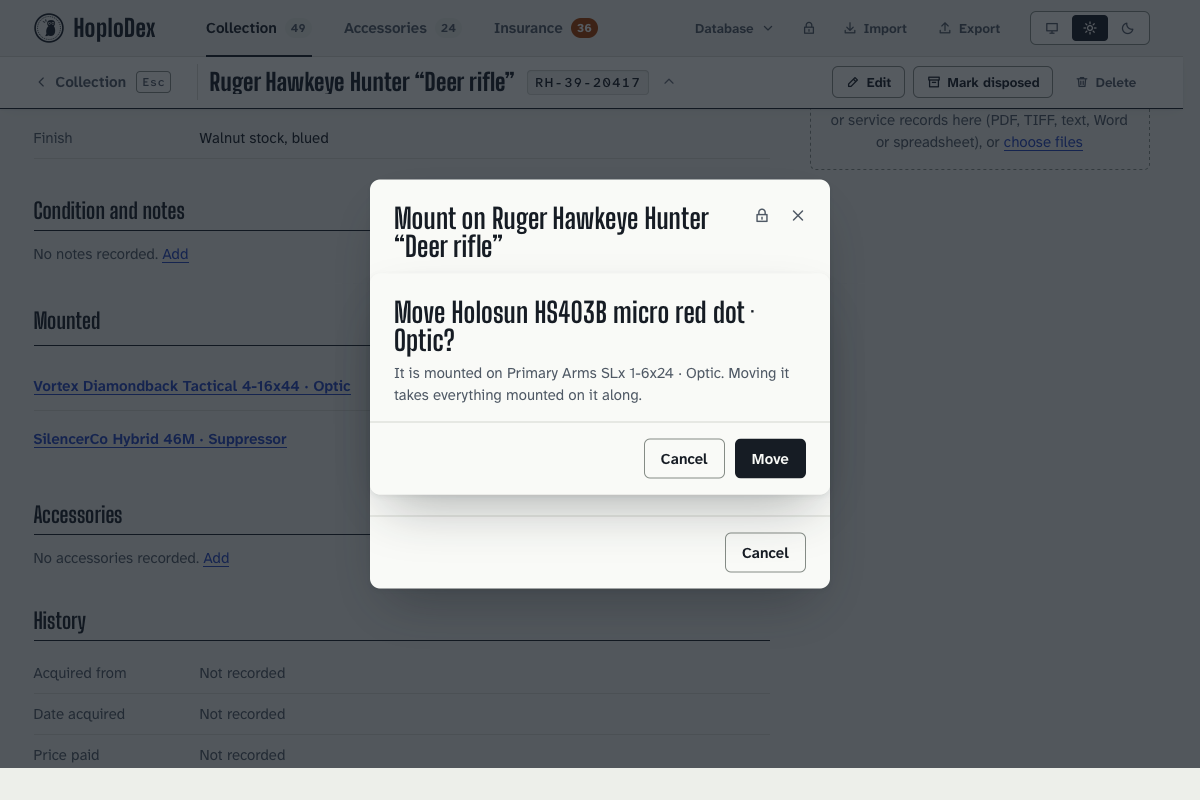 HoploDex
Collection 49
Accessories 24
Insurance 36
Database
Import
Export
Collection Esc
Ruger Hawkeye Hunter “Deer rifle” RH-39-20417
Edit
Mark disposed
Delete
Finish Walnut stock, blued
or service records here (PDF, TIFF, text, Word
or spreadsheet), or choose files
Condition and notes
No notes recorded. Add
Mounted
Vortex Diamondback Tactical 4-16x44 · Optic
SilencerCo Hybrid 46M · Suppressor
Accessories
No accessories recorded. Add
History
Acquired from Not recorded
Date acquired Not recorded
Price paid Not recorded
Mount on Ruger Hawkeye Hunter
“Deer rifle”
Move Holosun HS403B micro red dot ·
Optic?
It is mounted on Primary Arms SLx 1-6x24 · Optic. Moving it
takes everything mounted on it along.
Cancel
Move
Cancel